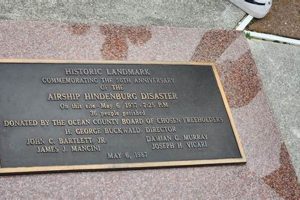 HISTORIC LANDMARK
COMMEMORATING THE 50TH ANNIVERSARY
OF THE
AIRSHIP HINDENBURG DISASTER
On this site May 6, 1937 - 7:25 P.M.
36 people perished
DONATED BY THE OCEAN COUNTY BOARD OF CHOSEN FREEHOLDERS
H. GEORGE BUCKWALD, DIRECTOR
JOHN C. BARTLETT JR. DAMIAN G. MURRAY
JAMES J. MANCINI JOSEPH H. VICARI
MAY 6, 1987